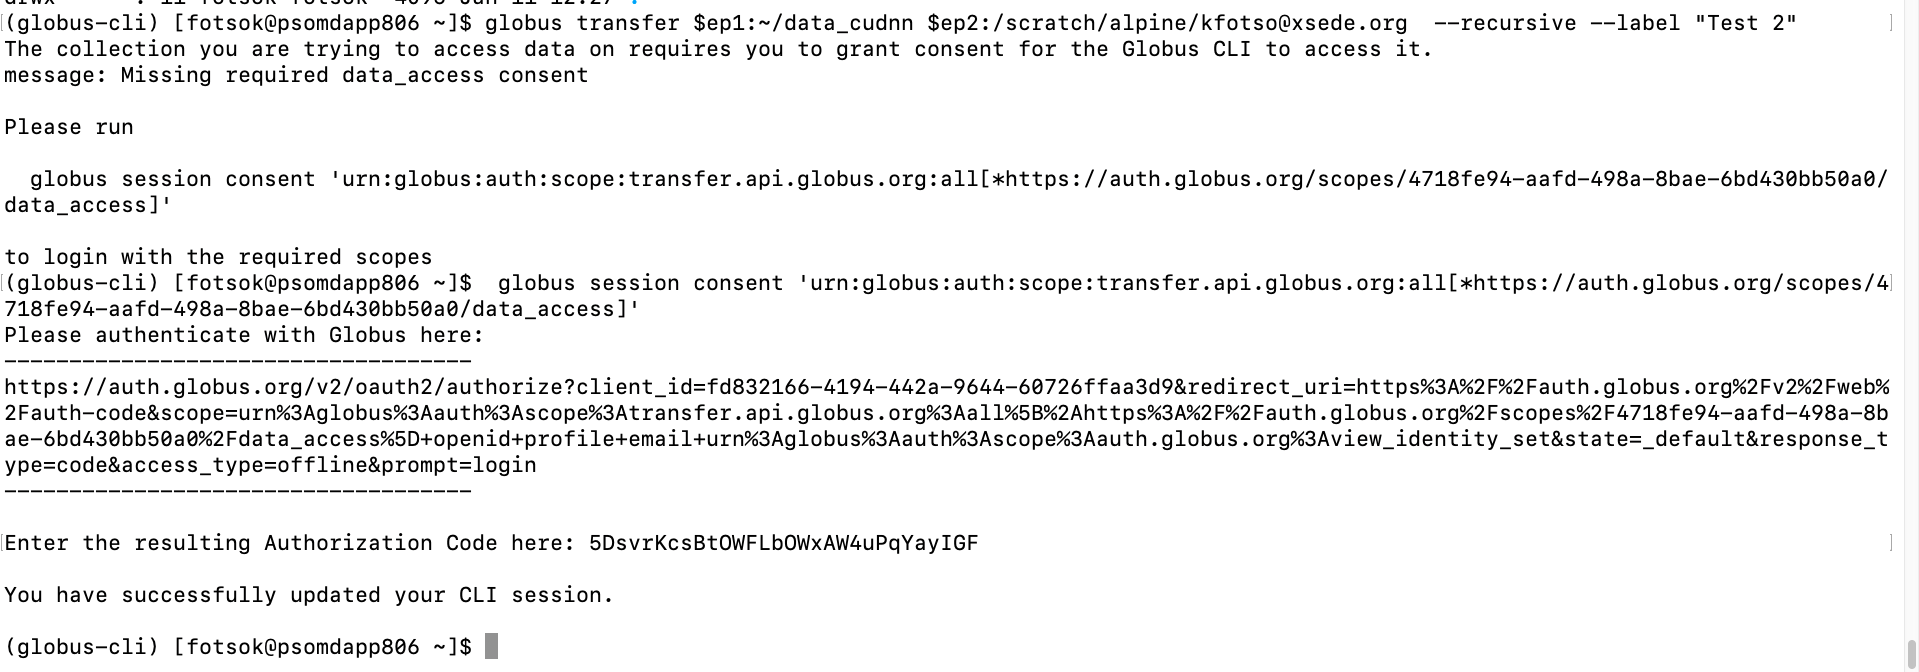 (globus-cli) [fotsok@psomdapp806 ~]$ globus transfer $ep1:~/data_cudnn $ep2:/scratch/alpine/kfotso@xsede.org  --recursive --label "Test 2"
The collection you are trying to access data on requires you to grant consent for the Globus CLI to access it.
message: Missing required data_access consent
Please run
  globus session consent 'urn:globus:auth:scope:transfer.api.globus.org:all[*https://auth.globus.org/scopes/4718fe94-aafd-498a-8bae-6bd430bb50a0/
data_access]'
to login with the required scopes
(globus-cli) [fotsok@psomdapp806 ~]$  globus session consent 'urn:globus:auth:scope:transfer.api.globus.org:all[*https://auth.globus.org/scopes/4
718fe94-aafd-498a-8bae-6bd430bb50a0/data_access]'
Please authenticate with Globus here:
------------------------------------
https://auth.globus.org/v2/oauth2/authorize?client_id=fd832166-4194-442a-9644-60726ffaa3d9&redirect_uri=https%3A%2F%2Fauth.globus.org%2Fv2%2Fweb%
2Fauth-code&scope=urn%3Aglobus%3Aauth%3Ascope%3Atransfer.api.globus.org%3Aall%5B%2Ahttps%3A%2F%2Fauth.globus.org%2Fscopes%2F4718fe94-aafd-498a-8b
ae-6bd430bb50a0%2Fdata_access%5D+openid+profile+email+urn%3Aglobus%3Aauth%3Ascope%3Aauth.globus.org%3Aview_identity_set&state=_default&response_t
ype=code&access_type=offline&prompt=login
------------------------------------
Enter the resulting Authorization Code here: 5DsvrKcsBtOWFLbOWxAW4uPqYayIGF
You have successfully updated your CLI session.
(globus-cli) [fotsok@psomdapp806 ~]$